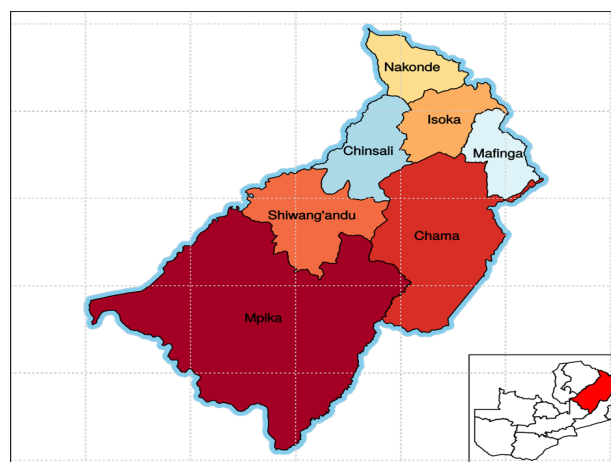 Nakonde
Isoka
Chinsali
Mafinga
Shiwang'andu
Chama
Mpika